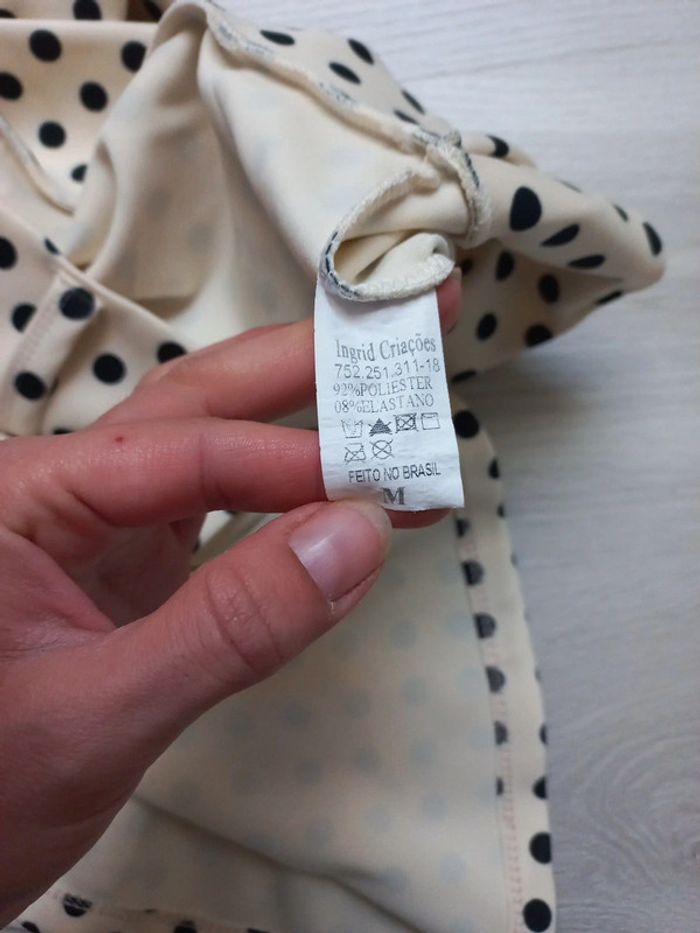 Ingrid Criações
752.251.311-18
92%POLIESTER
08%ELASTANO
FEITO NO BRASIL
M